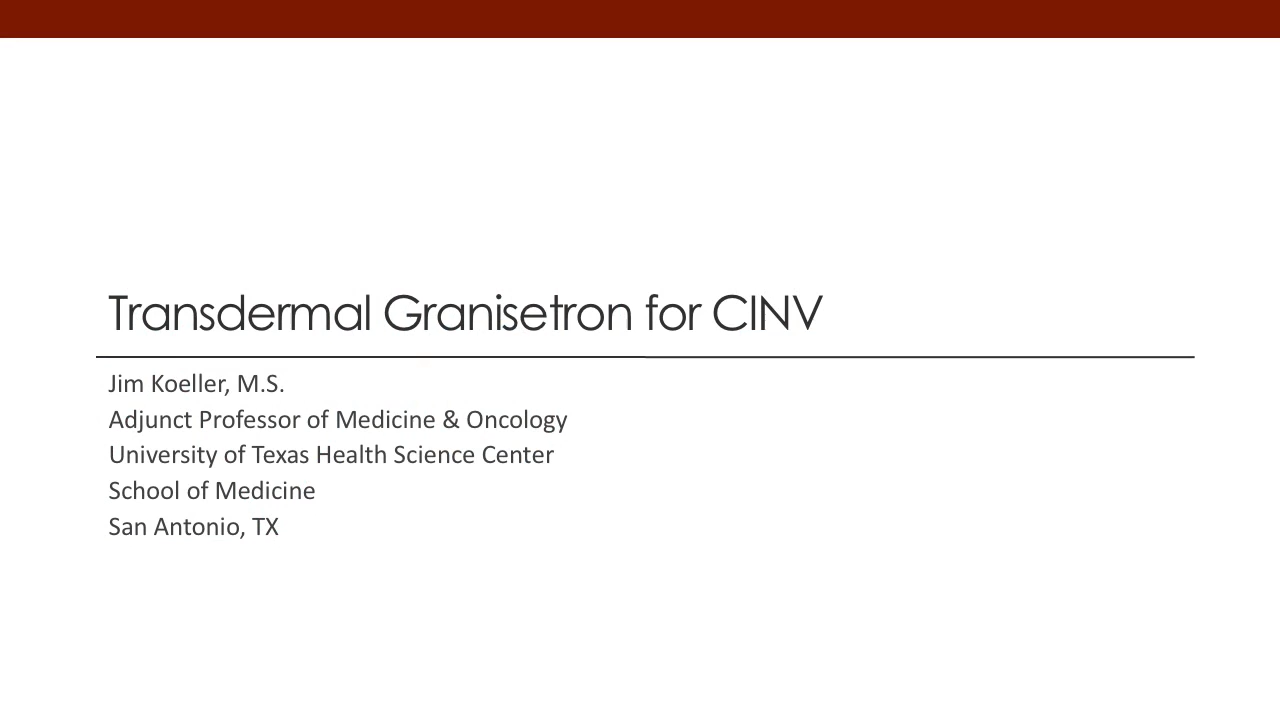 Transdermal Granisetron for CINV
Jim Koeller, M.S.
Adjunct Professor of Medicine & Oncology
University of Texas Health Science Center
School of Medicine
San Antonio, TX